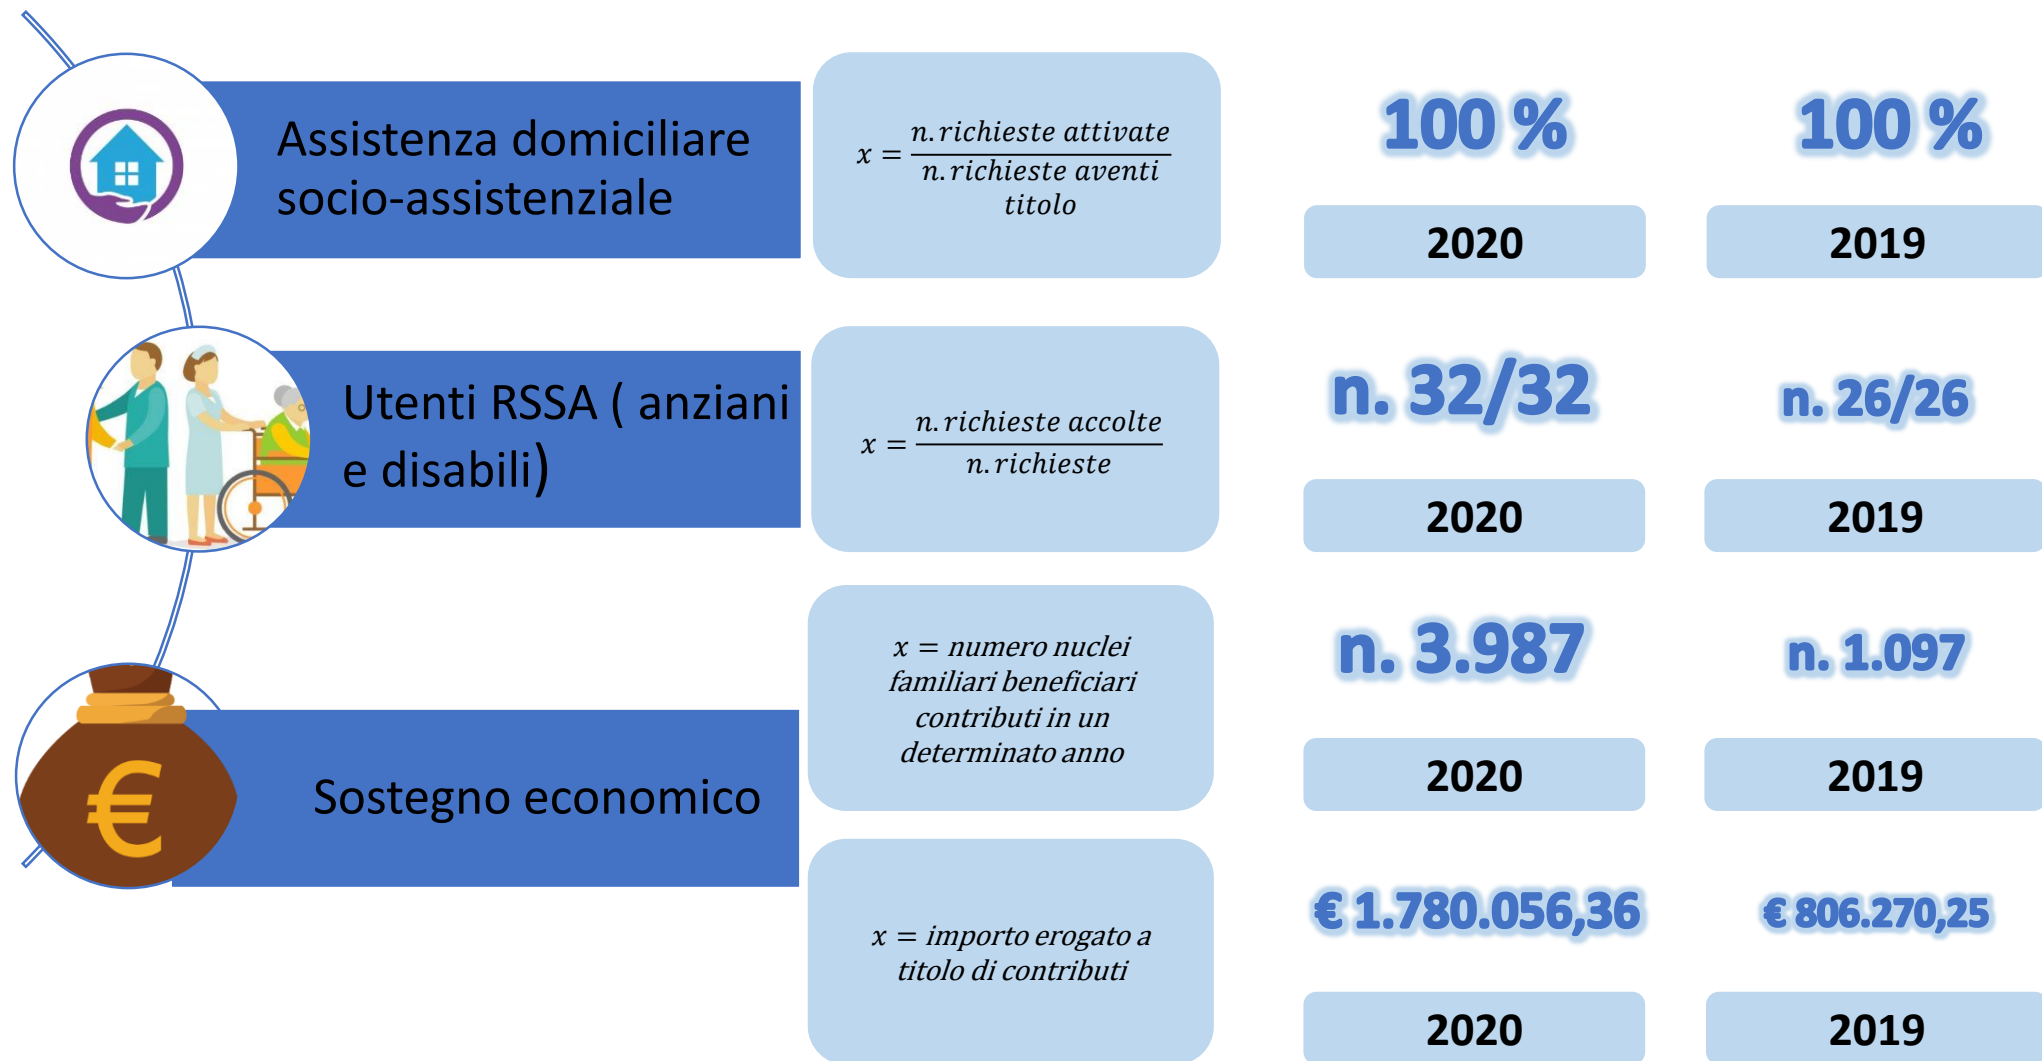 Assistenza domiciliare
socio-assistenziale
x = n.richieste attivate
n.richieste aventi
titolo
100 %
2020
100 %
2019
Utenti RSSA ( anziani
e disabili)
x = n.richieste accolte
n.richieste
n. 32/32
2020
n. 26/26
2019
€
Sostegno economico
x = numero nuclei
familiari beneficiari
contributi in un
determinato anno
n. 3.987
2020
n. 1.097
2019
x = importo erogato a
titolo di contributi
€ 1.780.056,36
2020
€ 806.270,25
2019